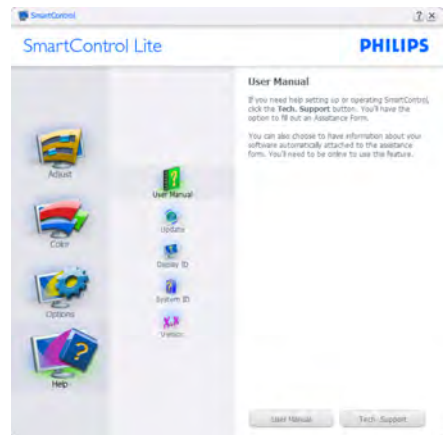 SmartControl
? ×
SmartControl Lite
PHILIPS
User Manual
If you need help setting up or operating SmartControl,
click the Tech. Support button. You'll have the
option to fill out an Assistance Form.
You can also choose to have information about your
software automatically attached to the assistance
form. You'll need to be online to use the feature.
Adjust
Color
Options
Help
User Manual
Update
Display ID
System ID
Version
User Manual
Tech. Support